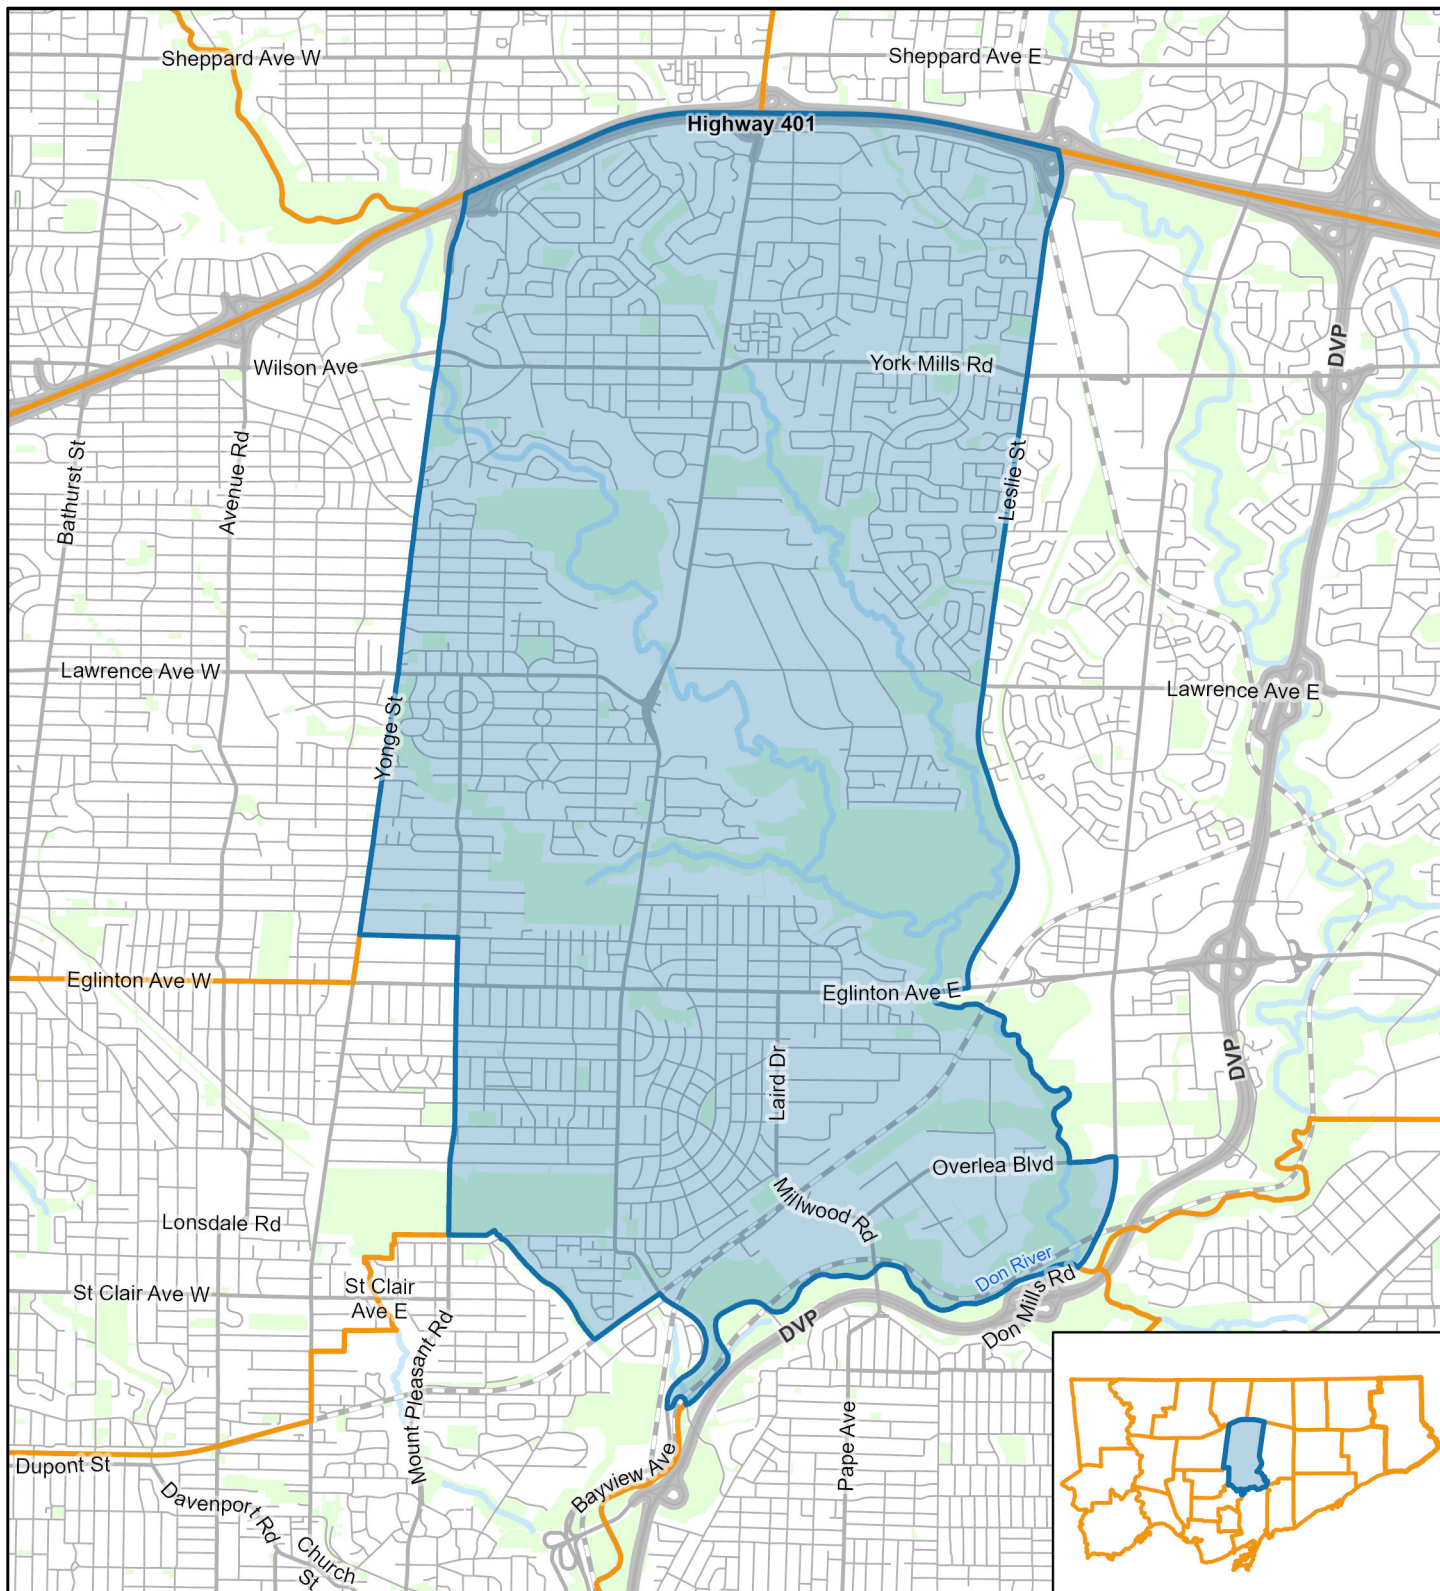 Sheppard Ave W
Sheppard Ave E
Highway 401
Wilson Ave
York Mills Rd
DVP
Bathurst St
Avenue Rd
Leslie St
Lawrence Ave W
Lawrence Ave E
Yonge St
Eglinton Ave W
Eglinton Ave E
Laird Dr
DVP
Overlea Blvd
Millwood Rd
Lonsdale Rd
Don River
St Clair Ave W
St Clair
Ave E
Don Mills Rd
DVP
Mount Pleasant Rd
Pape Ave
Dupont St
Bayview Ave
Davenport Rd
Church
St